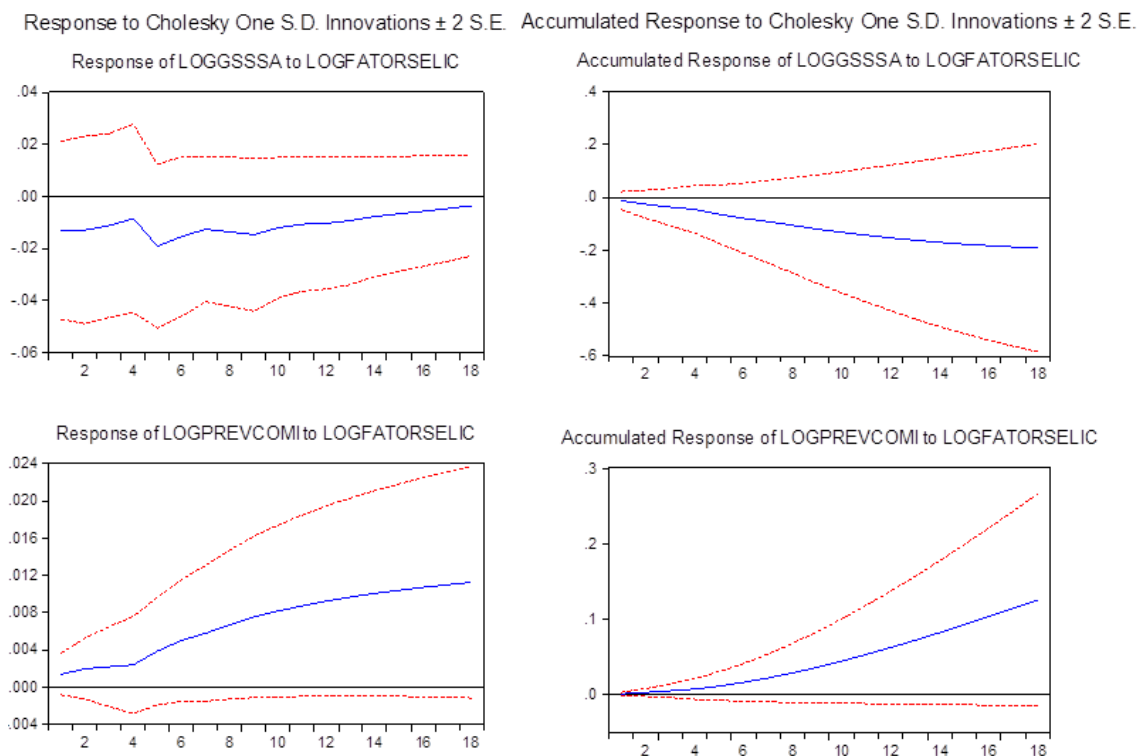 Response to Cholesky One S.D. Innovations ± 2 S.E.
Accumulated Response to Cholesky One S.D. Innovations ± 2 S.E.
Response of LOGGSSSA to LOGFATORSELIC
.04
.02
.00
-.02
-.04
-.06
2 4 6 8 10 12 14 16 18
Accumulated Response of LOGGSSSA to LOGFATORSELIC
.4
.2
.0
-.2
-.4
-.6
2 4 6 8 10 12 14 16 18
Response of LOGPREVCOMI to LOGFATORSELIC
.024
.020
.016
.012
.008
.004
.000
.004
2 4 6 8 10 12 14 16 18
Accumulated Response of LOGPREVCOMI to LOGFATORSELIC
.3
.2
.1
.0
2 4 6 8 10 12 14 16 18